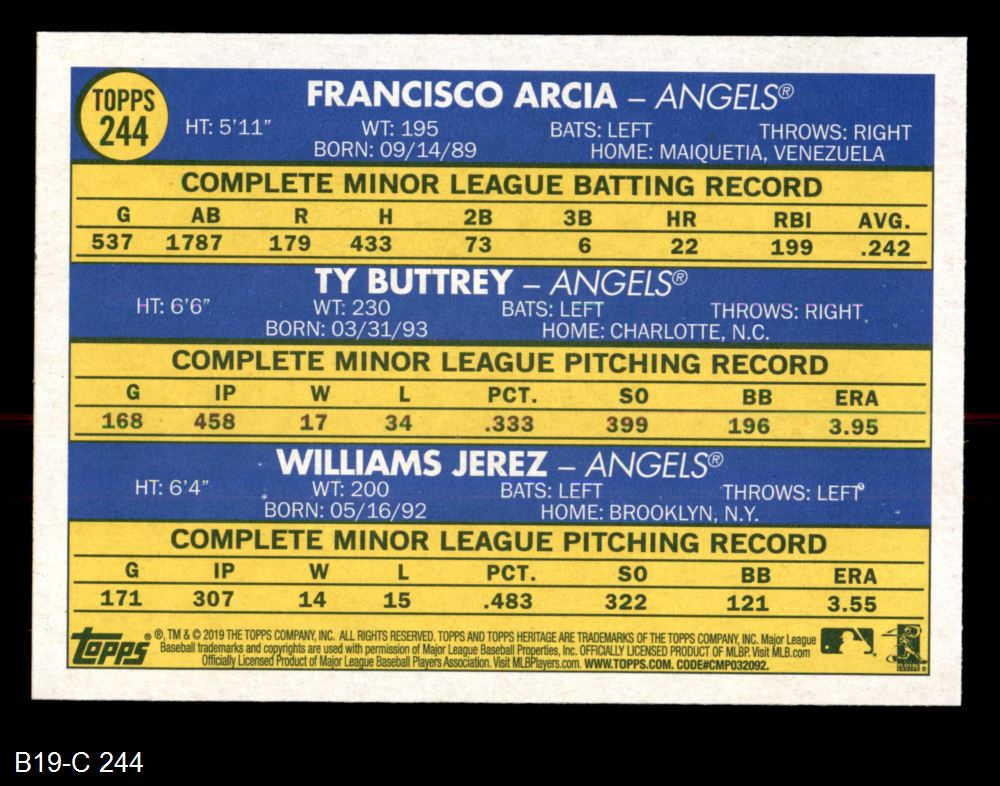 TOPPS
244
FRANCISCO ARCIA – ANGELS®
HT: 5'11" WT: 195 BATS: LEFT THROWS: RIGHT
BORN: 09/14/89 HOME: MAIQUETIA, VENEZUELA
COMPLETE MINOR LEAGUE BATTING RECORD
G AB R H 2B 3B HR RBI AVG.
537 1787 179 433 73 6 22 199 .242
TY BUTTREY – ANGELS®
HT: 6'6" WT: 230 BATS: LEFT THROWS: RIGHT
BORN: 03/31/93 HOME: CHARLOTTE, N.C.
COMPLETE MINOR LEAGUE PITCHING RECORD
G IP W L PCT. SO BB ERA
168 458 17 34 .333 399 196 3.95
WILLIAMS JEREZ – ANGELS®
HT: 6'4" WT: 200 BATS: LEFT THROWS: LEFT
BORN: 05/16/92 HOME: BROOKLYN, N.Y.
COMPLETE MINOR LEAGUE PITCHING RECORD
G IP W L PCT. SO BB ERA
171 307 14 15 .483 322 121 3.55
Topps® ®, TM & © 2019 THE TOPPS COMPANY, INC. ALL RIGHTS RESERVED. TOPPS AND TOPPS HERITAGE ARE TRADEMARKS OF THE TOPPS COMPANY, INC. Major League
Baseball trademarks and copyrights are used with permission of Major League Baseball Properties, Inc. OFFICIALLY LICENSED PRODUCT OF MLBP. Visit MLB.com
Officially Licensed Product of Major League Baseball Players Association. Visit MLBPlayers.com. WWW.TOPPS.COM. CODE#CMP032092.
B19-C 244